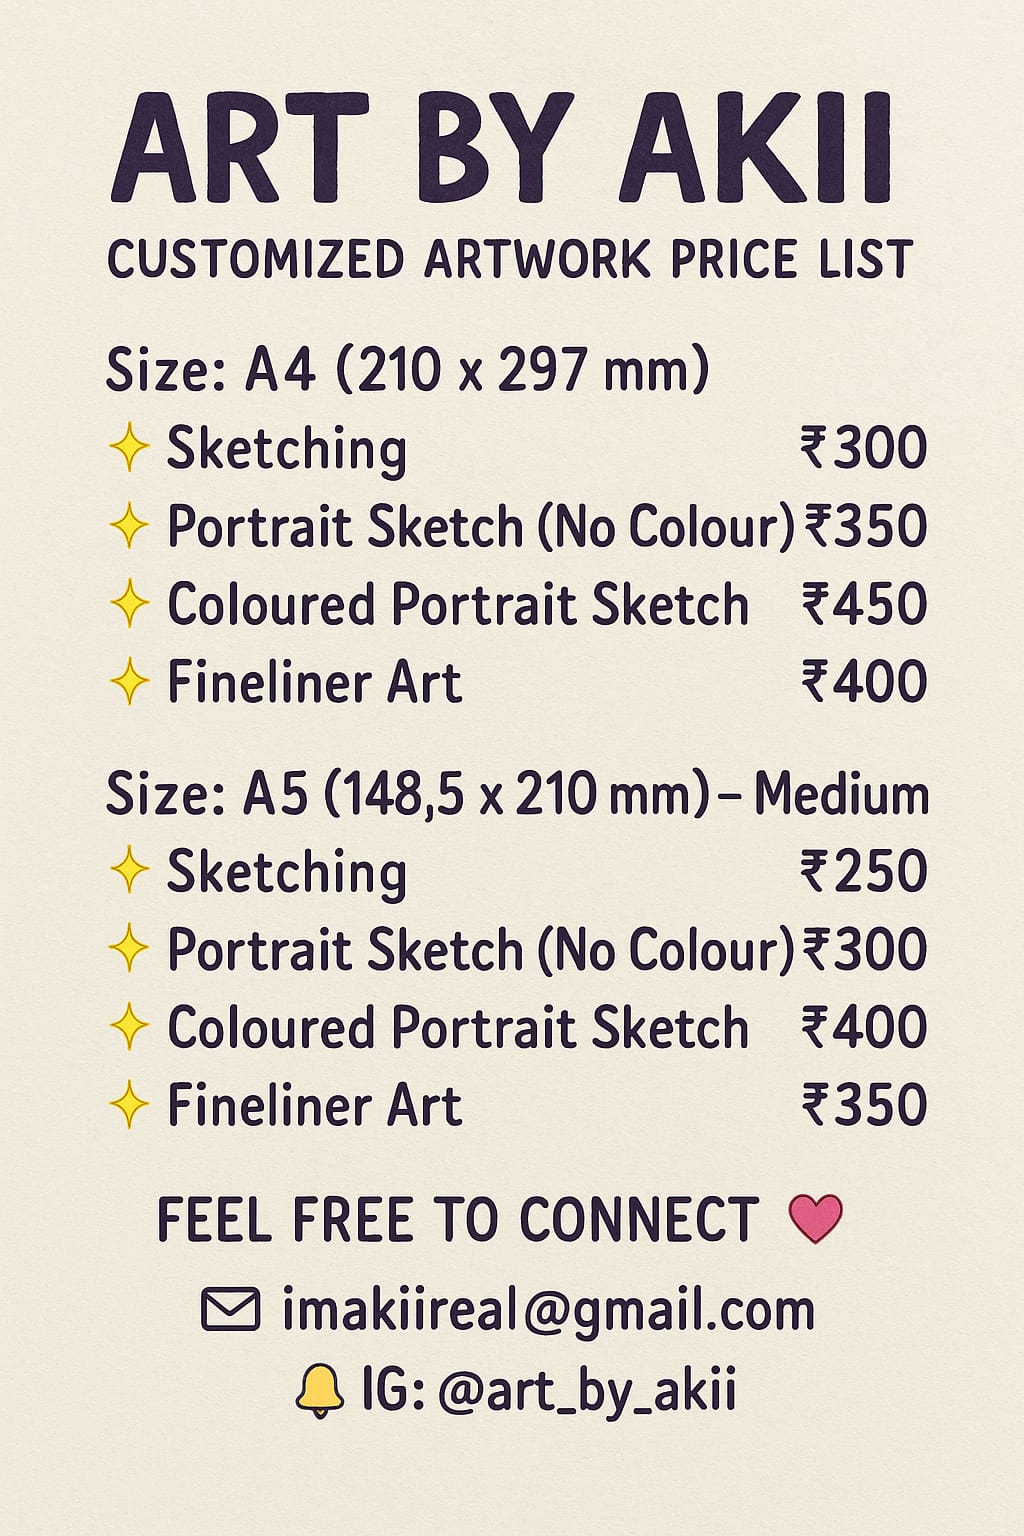 ART BY AKII
CUSTOMIZED ARTWORK PRICE LIST
Size: A4 (210 x 297 mm)
Sketching ₹300
Portrait Sketch (No Colour) ₹350
Coloured Portrait Sketch ₹450
Fineliner Art ₹400
Size: A5 (148,5 x 210 mm) – Medium
Sketching ₹250
Portrait Sketch (No Colour) ₹300
Coloured Portrait Sketch ₹400
Fineliner Art ₹350
FEEL FREE TO CONNECT
imakiireal@gmail.com
IG: @art_by_akii